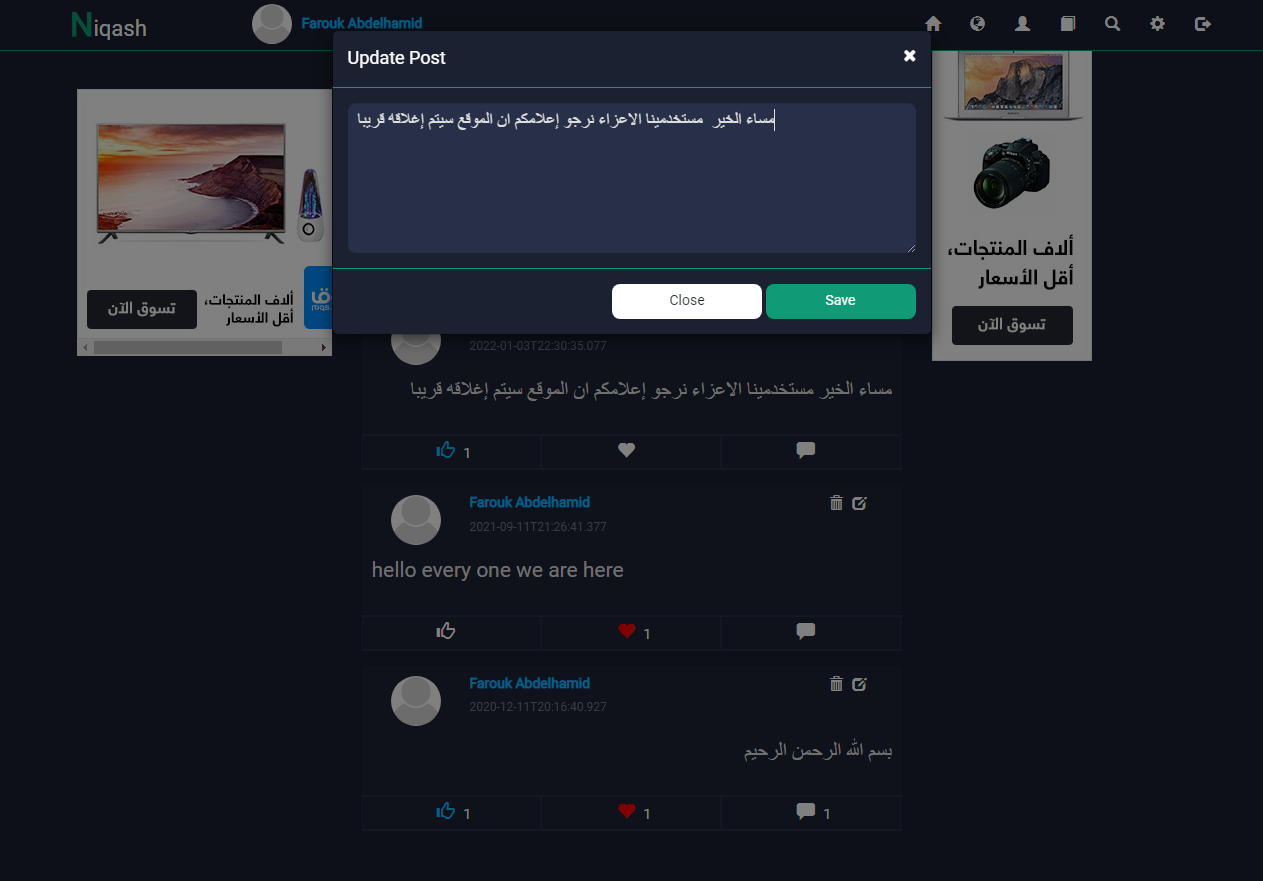 Niqash
Farouk Abdelhamid
Update Post
مساء الخير  مستخدمينا الاعزاء نرجو إعلامكم ان الموقع سيتم إغلاقه قريبا
Close
Save
ألاف المنتجات،
أقل الأسعار
تسوق الآن
ألاف المنتجات،
أقل الأسعار
تسوق الآن
2022-01-03T22:30:35.077
مساء الخير مستخدمينا الاعزاء نرجو إعلامكم ان الموقع سيتم إغلاقه قريبا
1
Farouk Abdelhamid
2021-09-11T21:26:41.377
hello every one we are here
1
Farouk Abdelhamid
2020-12-11T20:16:40.927
بسم الله الرحمن الرحيم
1
1
1